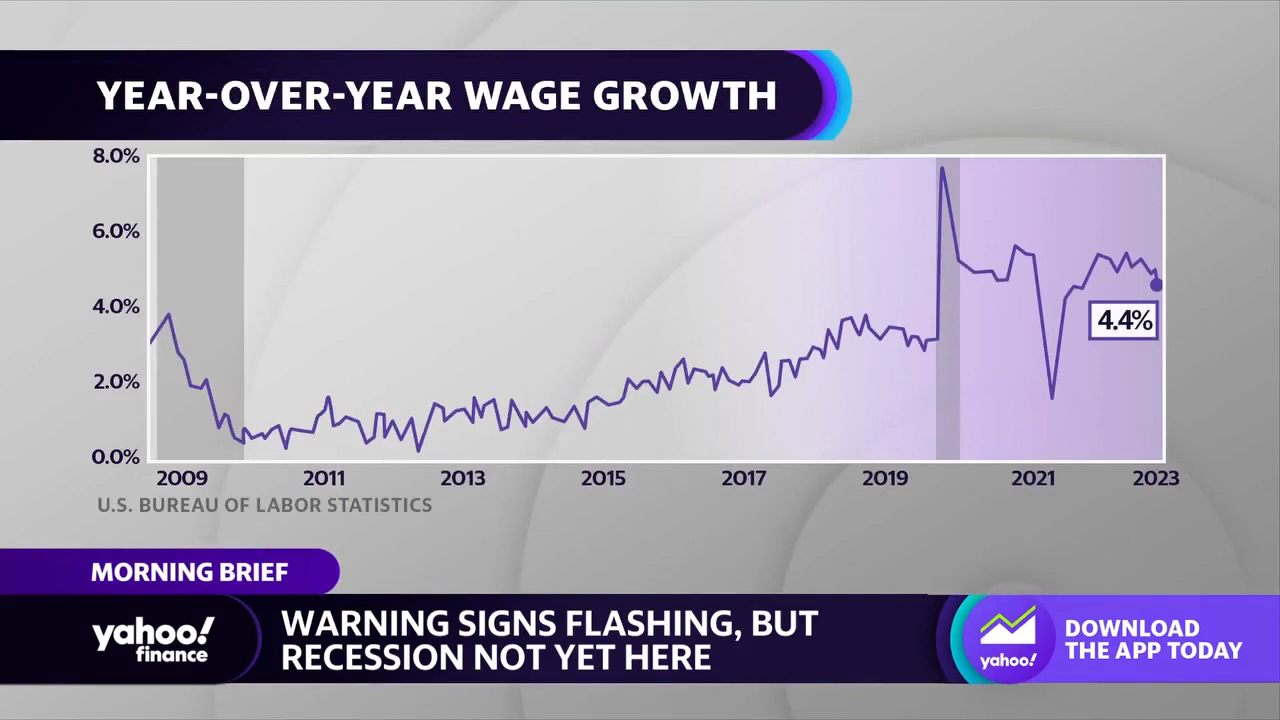 YEAR-OVER-YEAR WAGE GROWTH
8.0%
6.0%
4.0%
2.0%
0.0%
4.4%
2009 2011 2013 2015 2017 2019 2021 2023
U.S. BUREAU OF LABOR STATISTICS
MORNING BRIEF
yahoo!
finance
WARNING SIGNS FLASHING, BUT
RECESSION NOT YET HERE
yahoo!
DOWNLOAD
THE APP TODAY